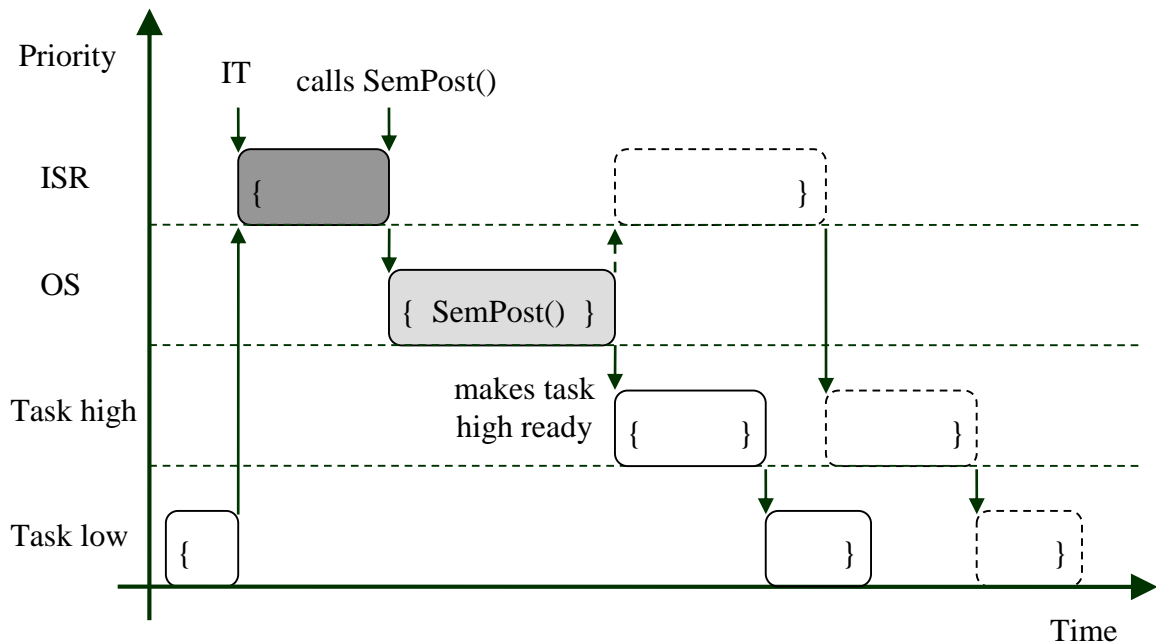 Priority
IT
calls SemPost()
ISR
{
}
OS
{ SemPost() }
makes task
high ready
Task high
{ }
}
Task low
{
}
}
Time